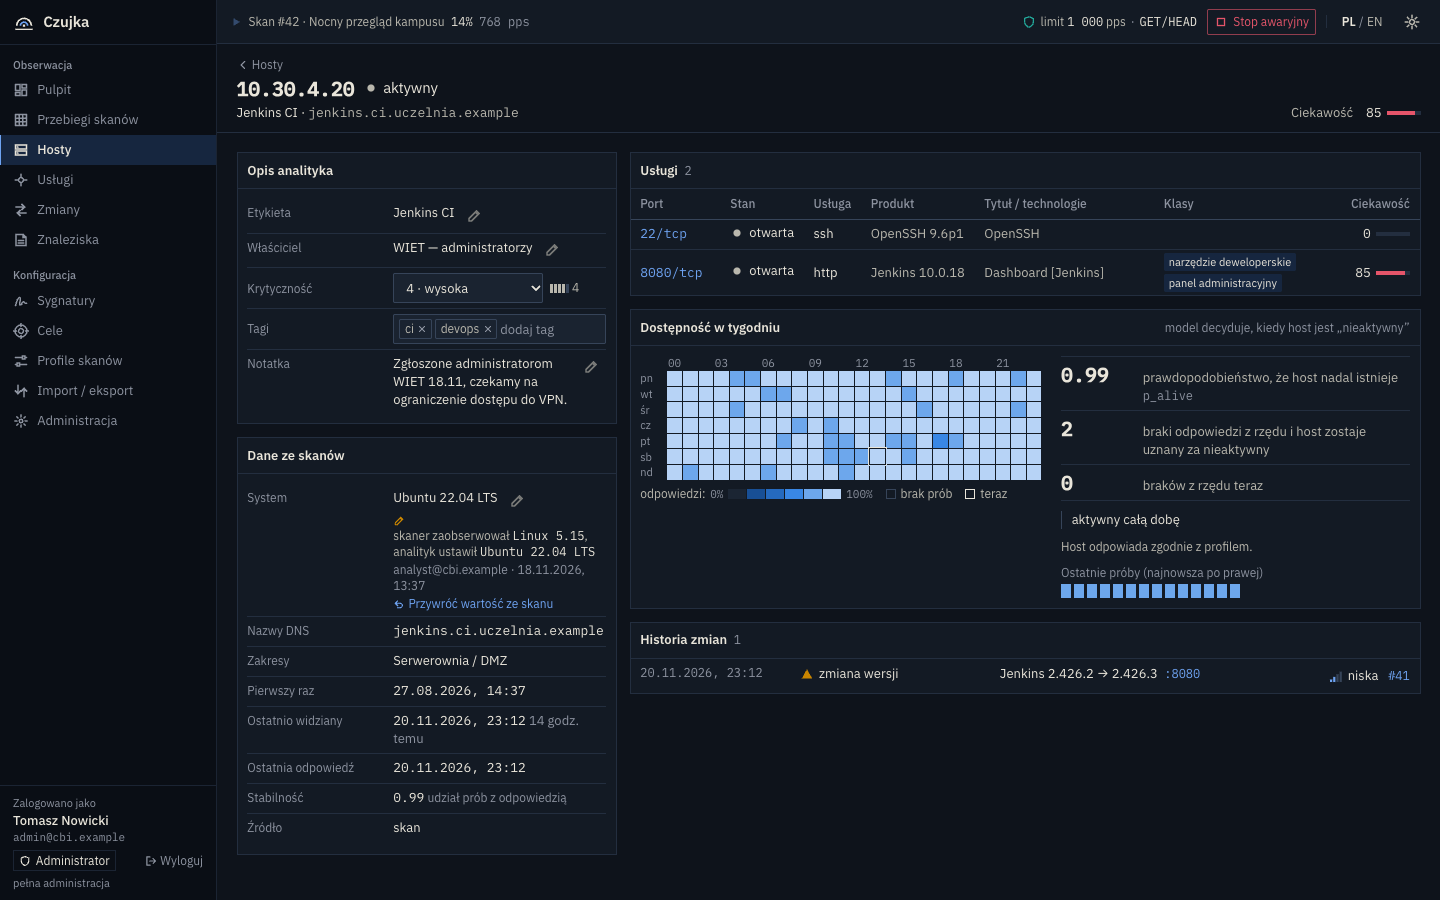 Czujka
Skan #42 · Nocny przegląd kampusu 14% 768 pps
limit 1 000 pps · GET/HEAD
Stop awaryjny
PL / EN
Obserwacja
Pulpit
Przebiegi skanów
Hosty
Usługi
Zmiany
Znaleziska
Konfiguracja
Sygnatury
Cele
Profile skanów
Import / eksport
Administracja
Zalogowano jako
Tomasz Nowicki
admin@cbi.example
Administrator
Wyloguj
pełna administracja
Hosty
10.30.4.20 aktywny
Jenkins CI · jenkins.ci.uczelnia.example
Ciekawość 85
Opis analityka
Etykieta Jenkins CI
Właściciel WIET — administratorzy
Krytyczność 4 · wysoka 4
Tagi ci × devops × dodaj tag
Notatka Zgłoszone administratorom
WIET 18.11, czekamy na
ograniczenie dostępu do VPN.
Dane ze skanów
System Ubuntu 22.04 LTS
skaner zaobserwował Linux 5.15,
analityk ustawił Ubuntu 22.04 LTS
analyst@cbi.example · 18.11.2026,
13:37
Przywróć wartość ze skanu
Nazwy DNS jenkins.ci.uczelnia.example
Zakresy Serwerownia / DMZ
Pierwszy raz 27.08.2026, 14:37
Ostatnio widziany 20.11.2026, 23:12 14 godz.
temu
Ostatnia odpowiedź 20.11.2026, 23:12
Stabilność 0.99 udział prób z odpowiedzią
Źródło skan
Usługi 2
Port Stan Usługa Produkt Tytuł / technologie Klasy Ciekawość
22/tcp otwarta ssh OpenSSH 9.6p1 OpenSSH 0
8080/tcp otwarta http Jenkins 10.0.18 Dashboard [Jenkins] narzędzie deweloperskie 85
panel administracyjny
Dostępność w tygodniu
model decyduje, kiedy host jest „nieaktywny”
00 03 06 09 12 15 18 21
pn
wt
śr
cz
pt
sb
nd
odpowiedzi: 0% 100% brak prób teraz
0.99 prawdopodobieństwo, że host nadal istnieje
p_alive
2 braki odpowiedzi z rzędu i host zostaje
uznany za nieaktywny
0 braków z rzędu teraz
aktywny całą dobę
Host odpowiada zgodnie z profilem.
Ostatnie próby (najnowsza po prawej)
Historia zmian 1
20.11.2026, 23:12 zmiana wersji Jenkins 2.426.2 → 2.426.3 :8080 niska #41